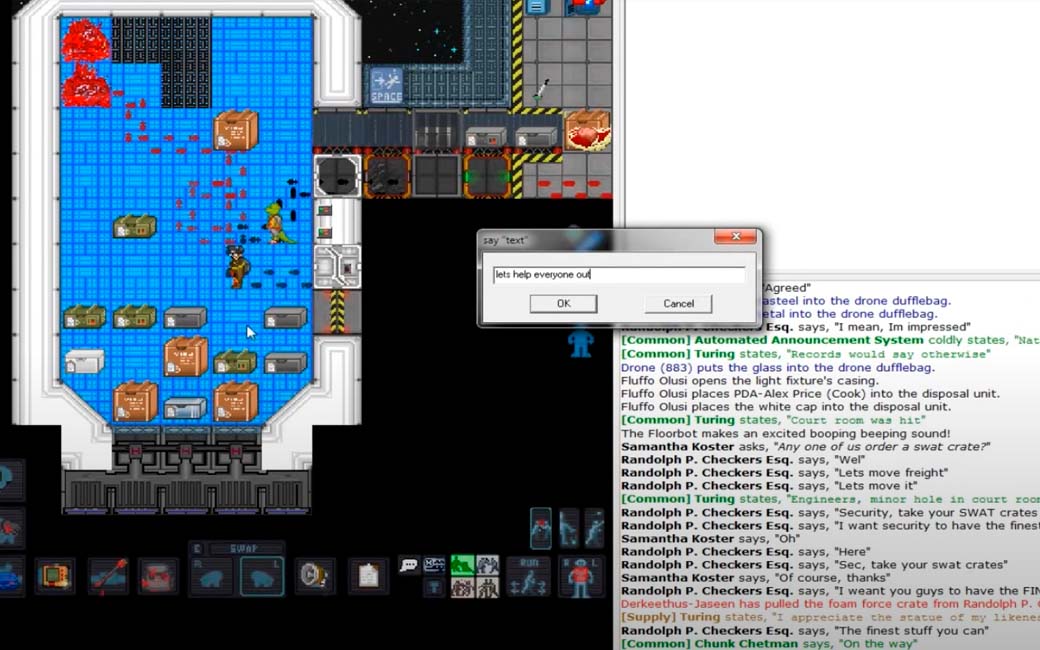 SPACE
say "text"
lets help everyone out
OK
Cancel
"Agreed"
asteel into the drone dufflebag.
etal into the drone dufflebag.
Randolph P. Checkers Esq. says, "I mean, Im impressed"
[Common] Automated Announcement System coldly states, "Nat
[Common] Turing states, "Records would say otherwise"
Drone (883) puts the glass into the drone dufflebag.
Fluffo Olusi opens the light fixture's casing.
Fluffo Olusi places PDA-Alex Price (Cook) into the disposal unit.
Fluffo Olusi places the white cap into the disposal unit.
[Common] Turing states, "Court room was hit"
The Floorbot makes an excited booping beeping sound!
Samantha Koster asks, "Any one of us order a swat crate?"
Randolph P. Checkers Esq. says, "Wel"
Randolph P. Checkers Esq. says, "Lets move freight"
Randolph P. Checkers Esq. says, "Lets move it"
[Common] Turing states, "Engineers, minor hole in court room
Randolph P. Checkers Esq. says, "Security, take your SWAT crates
Randolph P. Checkers Esq. says, "I want security to have the finest
Samantha Koster says, "Oh"
Randolph P. Checkers Esq. says, "Here"
Randolph P. Checkers Esq. says, "Sec, take your swat crates"
Samantha Koster says, "Of course, thanks"
Randolph P. Checkers Esq. says, "I weant you guys to have the FIN
Derkeethus-Jaseen has pulled the foam force crate from Randolph P. C
[Supply] Turing states, "I appreciate the statue of my likenes
Randolph P. Checkers Esq. says, "The finest stuff you can"
[Common] Chunk Chetman says, "On the way"
E SWAP
R L
RUN
R L